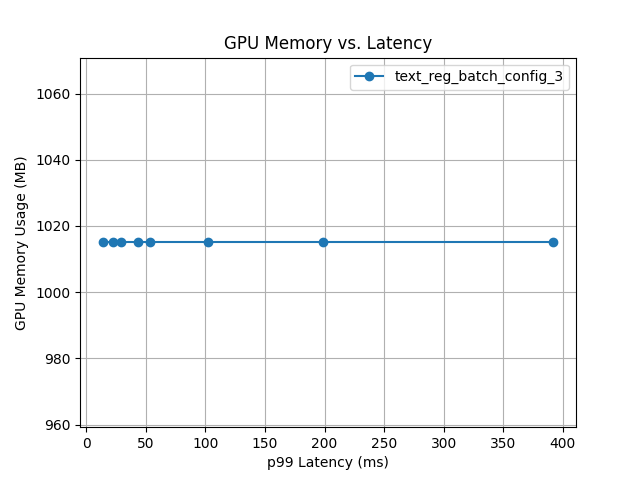 GPU Memory vs. Latency
text_reg_batch_config_3
GPU Memory Usage (MB)
1060
1040
1020
1000
980
960
0 50 100 150 200 250 300 350 400
p99 Latency (ms)